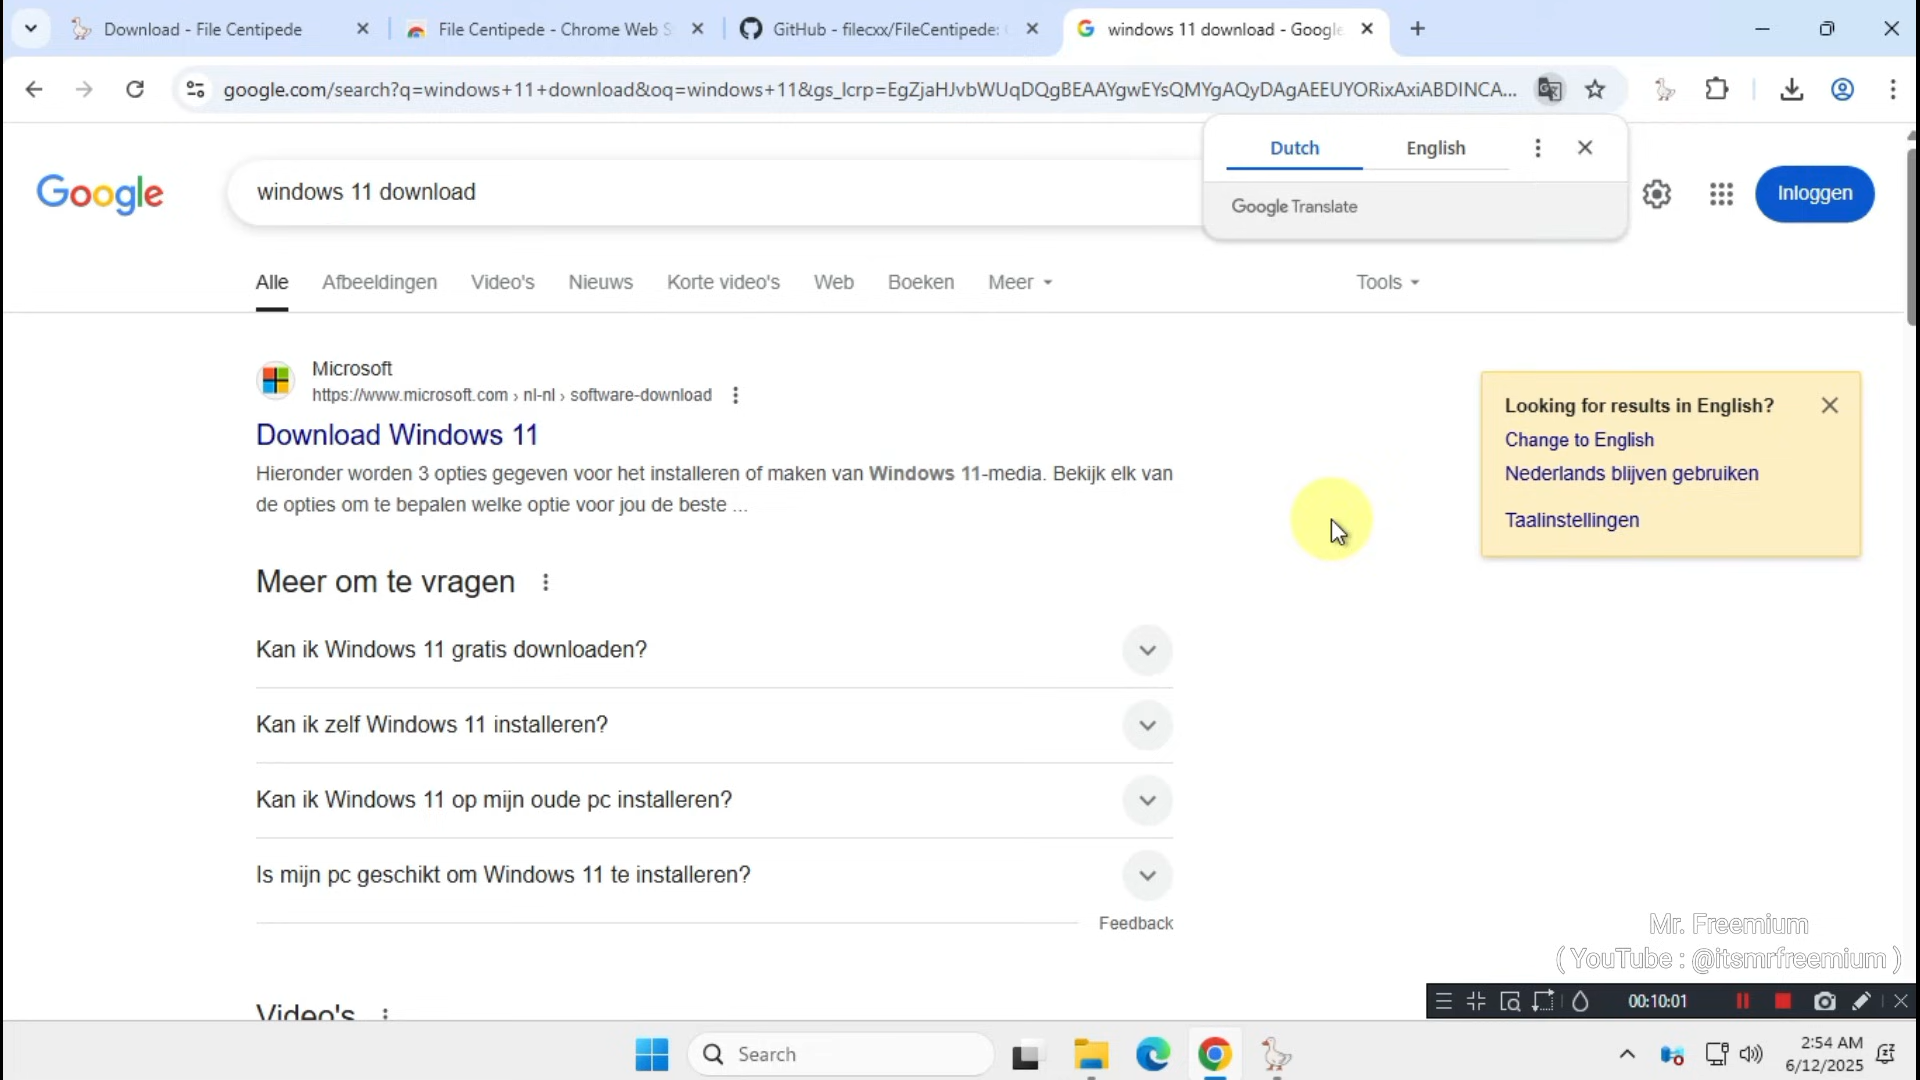 Download - File Centipede
File Centipede - Chrome Web S
GitHub - filecxx/FileCentipede:
windows 11 download - Google
google.com/search?q=windows+11+download&oq=windows+11&gs_lcrp=EgZjaHJvbWUqDQgBEAAYgwEYsQMYgAQyDAgAEEUYORixAxiABDINCA...
Dutch
English
Google Translate
Google
windows 11 download
Inloggen
Alle
Afbeeldingen
Video's
Nieuws
Korte video's
Web
Boeken
Meer
Tools
Microsoft
https://www.microsoft.com › nl-nl › software-download
Download Windows 11
Hieronder worden 3 opties gegeven voor het installeren of maken van Windows 11-media. Bekijk elk van
de opties om te bepalen welke optie voor jou de beste ...
Looking for results in English?
Change to English
Nederlands blijven gebruiken
Taalinstellingen
Meer om te vragen
Kan ik Windows 11 gratis downloaden?
Kan ik zelf Windows 11 installeren?
Kan ik Windows 11 op mijn oude pc installeren?
Is mijn pc geschikt om Windows 11 te installeren?
Feedback
Video's
Mr. Freemium
( YouTube : @itsmrfreemium )
00:10:01
Search
2:54 AM
6/12/2025